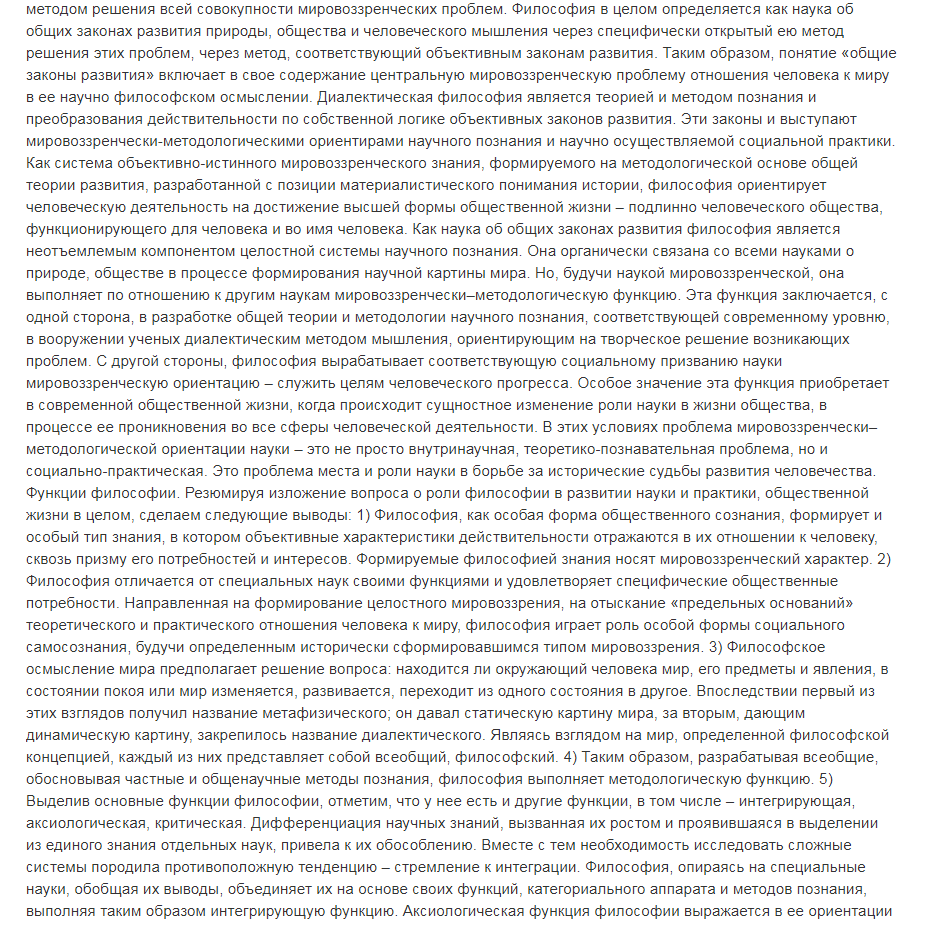 методом решения всей совокупности мировоззренческих проблем. Философия в целом определяется как наука об
общих законах развития природы, общества и человеческого мышления через специфически открытый ею метод
решения этих проблем, через метод, соответствующий объективным законам развития. Таким образом, понятие «общие
законы развития» включает в свое содержание центральную мировоззренческую проблему отношения человека к миру
в ее научно философском осмыслении. Диалектическая философия является теорией и методом познания и
преобразования действительности по собственной логике объективных законов развития. Эти законы и выступают
мировоззренчески-методологическими ориентирами научного познания и научно осуществляемой социальной практики.
Как система объективно-истинного мировоззренческого знания, формируемого на методологической основе общей
теории развития, разработанной с позиции материалистического понимания истории, философия ориентирует
человеческую деятельность на достижение высшей формы общественной жизни – подлинно человеческого общества,
функционирующего для человека и во имя человека. Как наука об общих законах развития философия является
неотъемлемым компонентом целостной системы научного познания. Она органически связана со всеми науками о
природе, обществе в процессе формирования научной картины мира. Но, будучи наукой мировоззренческой, она
выполняет по отношению к другим наукам мировоззренчески–методологическую функцию. Эта функция заключается, с
одной сторона, в разработке общей теории и методологии научного познания, соответствующей современному уровню,
в вооружении ученых диалектическим методом мышления, ориентирующим на творческое решение возникающих
проблем. С другой стороны, философия вырабатывает соответствующую социальному призванию науки
мировоззренческую ориентацию – служить целям человеческого прогресса. Особое значение эта функция приобретает
в современной общественной жизни, когда происходит сущностное изменение роли науки в жизни общества, в
процессе ее проникновения во все сферы человеческой деятельности. В этих условиях проблема мировоззренчески–
методологической ориентации науки – это не просто внутринаучная, теоретико-познавательная проблема, но и
социально-практическая. Это проблема места и роли науки в борьбе за исторические судьбы развития человечества.
Функции философии. Резюмируя изложение вопроса о роли философии в развитии науки и практики, общественной
жизни в целом, сделаем следующие выводы: 1) Философия, как особая форма общественного сознания, формирует и
особый тип знания, в котором объективные характеристики действительности отражаются в их отношении к человеку,
сквозь призму его потребностей и интересов. Формируемые философией знания носят мировоззренческий характер. 2)
Философия отличается от специальных наук своими функциями и удовлетворяет специфические общественные
потребности. Направленная на формирование целостного мировоззрения, на отыскание «предельных оснований»
теоретического и практического отношения человека к миру, философия играет роль особой формы социального
самосознания, будучи определенным исторически сформировавшимся типом мировоззрения. 3) Философское
осмысление мира предполагает решение вопроса: находится ли окружающий человека мир, его предметы и явления, в
состоянии покоя или мир изменяется, развивается, переходит из одного состояния в другое. Впоследствии первый из
этих взглядов получил название метафизического; он давал статическую картину мира, за вторым, дающим
динамическую картину, закрепилось название диалектического. Являясь взглядом на мир, определенной философской
концепцией, каждый из них представляет собой всеобщий, философский. 4) Таким образом, разрабатывая всеобщие,
обосновывая частные и общенаучные методы познания, философия выполняет методологическую функцию. 5)
Выделив основные функции философии, отметим, что у нее есть и другие функции, в том числе – интегрирующая,
аксиологическая, критическая. Дифференциация научных знаний, вызванная их ростом и проявившаяся в выделении
из единого знания отдельных наук, привела к их обособлению. Вместе с тем необходимость исследовать сложные
системы породила противоположную тенденцию – стремление к интеграции. Философия, опираясь на специальные
науки, обобщая их выводы, объединяет их на основе своих функций, категориального аппарата и методов познания,
выполняя таким образом интегрирующую функцию. Аксиологическая функция философии выражается в ее ориентации